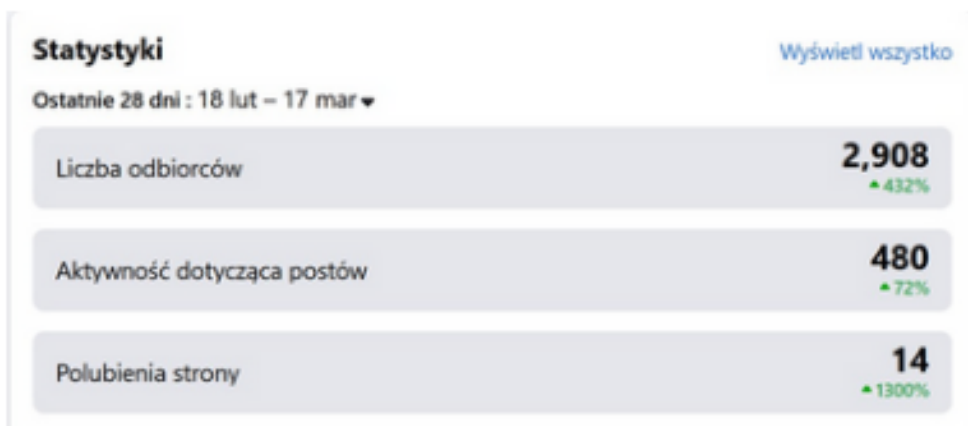 Statystyki
Wyświetl wszystko
Ostatnie 28 dni : 18 lut – 17 mar
Liczba odbiorców
2,908
432%
Aktywność dotycząca postów
480
72%
Polubienia strony
14
1300%